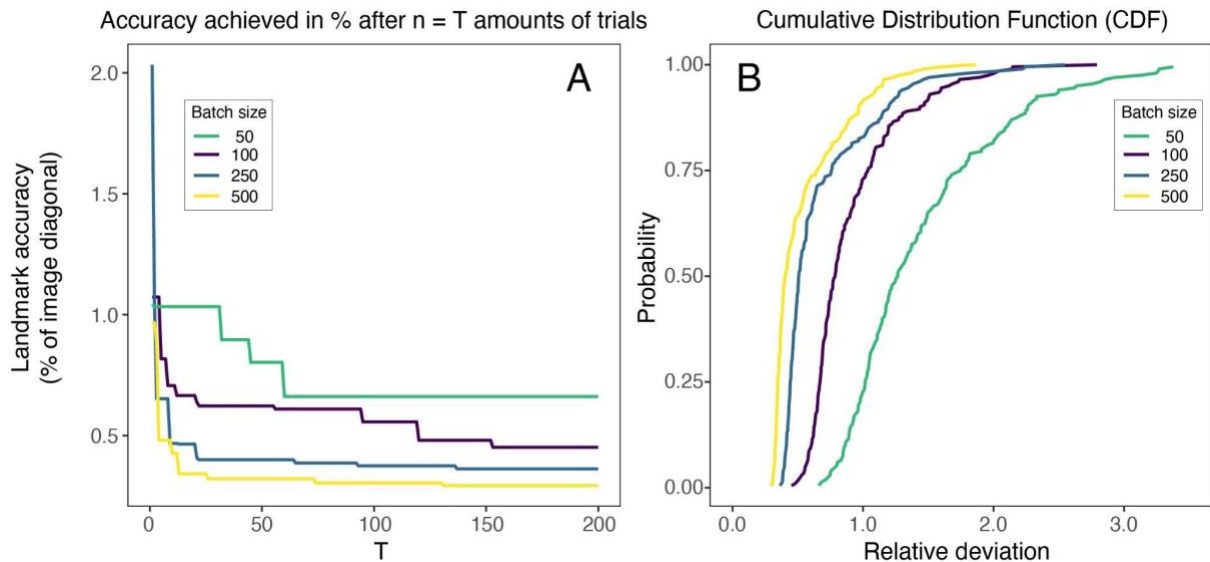 Accuracy achieved in % after n = T amounts of trials
A
Batch size
50
100
250
500
Landmark accuracy
(% of image diagonal)
2.0
1.5
1.0
0.5
0
50
100
150
200
T
Cumulative Distribution Function (CDF)
B
Batch size
50
100
250
500
Probability
1.00
0.75
0.50
0.25
0.00
0.0
1.0
2.0
3.0
Relative deviation